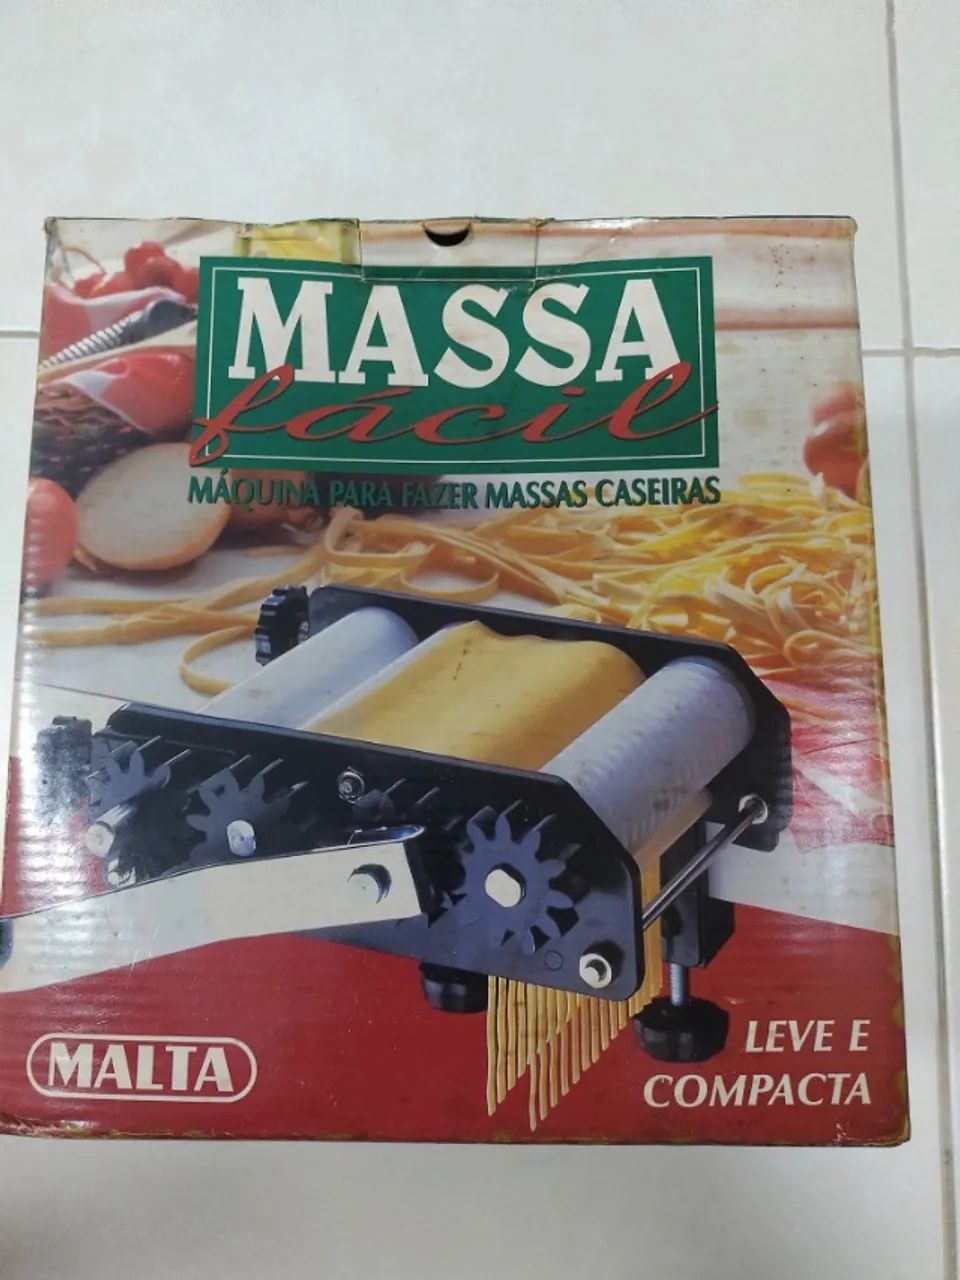 MASSA
fácil
MÁQUINA PARA FAZER MASSAS CASEIRAS
LEVE E
COMPACTA
MALTA